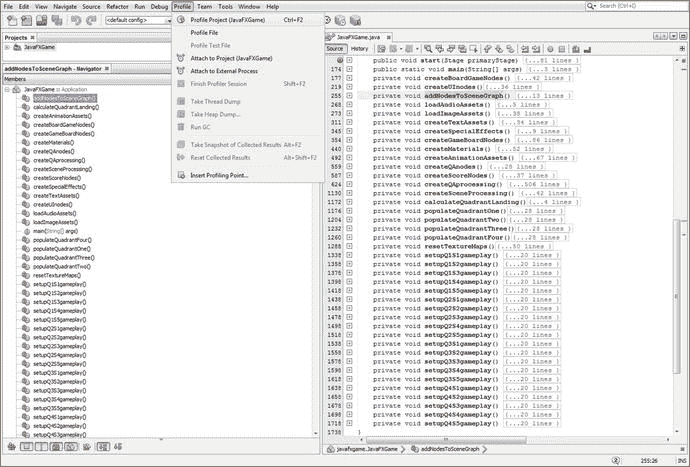 File Edit View Navigate Source Refactor Run Debug Profile Team Tools Window Help
Search (Ctrl+I)
<default config>
Profile Project (JavaFXGame) Ctrl+F2
Profile File
Profile Test File
Attach to Project (JavaFXGame)
Attach to External Process
Finish Profiler Session Shift+F2
Take Thread Dump
Take Heap Dump...
Run GC
Take Snapshot of Collected Results Alt+F2
Reset Collected Results Alt+Shift+F2
Insert Profiling Point...
Projects
JavaFXGame
addNodesToSceneGraph - Navigator
Members
JavaFXGame :: Application
addNodesToSceneGraph()
calculateQuadrantLanding()
createAnimationAssets()
createBoardGameNodes()
createGameBoardNodes()
createMaterials()
createQAnodes()
createQAprocessing()
createSceneProcessing()
createScoreNodes()
createSpecialEffects()
createTextAssets()
createUInodes()
loadAudioAssets()
loadImageAssets()
main(String[] args)
populateQuadrantFour()
populateQuadrantOne()
populateQuadrantThree()
populateQuadrantTwo()
resetTextureMaps()
setupQ1S1gameplay()
setupQ1S2gameplay()
setupQ1S3gameplay()
setupQ1S4gameplay()
setupQ1S5gameplay()
setupQ2S1gameplay()
setupQ2S2gameplay()
setupQ2S3gameplay()
setupQ2S4gameplay()
setupQ2S5gameplay()
setupQ3S1gameplay()
setupQ3S2gameplay()
setupQ3S3gameplay()
setupQ3S4gameplay()
setupQ3S5gameplay()
setupQ4S1gameplay()
setupQ4S2gameplay()
setupQ4S3gameplay()
JavaFXGame.java
Source History
public void start(Stage primaryStage) {...81 lines }
174 public static void main(String[] args) {...3 lines }
177 private void createBoardGameNodes() {...42 lines }
219 private void createUInodes() {...36 lines }
255 private void addNodesToSceneGraph() {...13 lines }
private void loadAudioAssets() {...5 lines }
private void loadImageAssets() {...38 lines }
private void createTextAssets() {...34 lines }
private void createSpecialEffects() {...9 lines }
private void createGameBoardNodes() {...86 lines }
private void createMaterials() {...52 lines }
private void createAnimationAssets() {...67 lines }
private void createQAnodes() {...28 lines }
private void createScoreNodes() {...37 lines }
private void createQAprocessing() {...506 lines }
1130 private void createSceneProcessing() {...42 lines }
1172 private void calculateQuadrantLanding() {...4 lines }
1176 private void populateQuadrantOne() {...28 lines }
1204 private void populateQuadrantTwo() {...28 lines }
1232 private void populateQuadrantThree() {...28 lines }
1260 private void populateQuadrantFour() {...28 lines }
1288 private void resetTextureMaps() {...50 lines }
1338 private void setupQ1S1gameplay() {...20 lines }
1358 private void setupQ1S2gameplay() {...20 lines }
1378 private void setupQ1S3gameplay() {...20 lines }
1398 private void setupQ1S4gameplay() {...20 lines }
1418 private void setupQ1S5gameplay() {...20 lines }
1438 private void setupQ2S1gameplay() {...20 lines }
1458 private void setupQ2S2gameplay() {...20 lines }
1478 private void setupQ2S3gameplay() {...20 lines }
1498 private void setupQ2S4gameplay() {...20 lines }
1518 private void setupQ2S5gameplay() {...20 lines }
1538 private void setupQ3S1gameplay() {...20 lines }
1558 private void setupQ3S2gameplay() {...20 lines }
1578 private void setupQ3S3gameplay() {...20 lines }
1598 private void setupQ3S4gameplay() {...20 lines }
1618 private void setupQ3S5gameplay() {...20 lines }
1638 private void setupQ4S1gameplay() {...20 lines }
1658 private void setupQ4S2gameplay() {...20 lines }
1678 private void setupQ4S3gameplay() {...20 lines }
1698 private void setupQ4S4gameplay() {...20 lines }
1718 private void setupQ4S5gameplay() {...20 lines }
1738 }
javafxgame.JavaFXGame addNodesToSceneGraph
255:26 INS